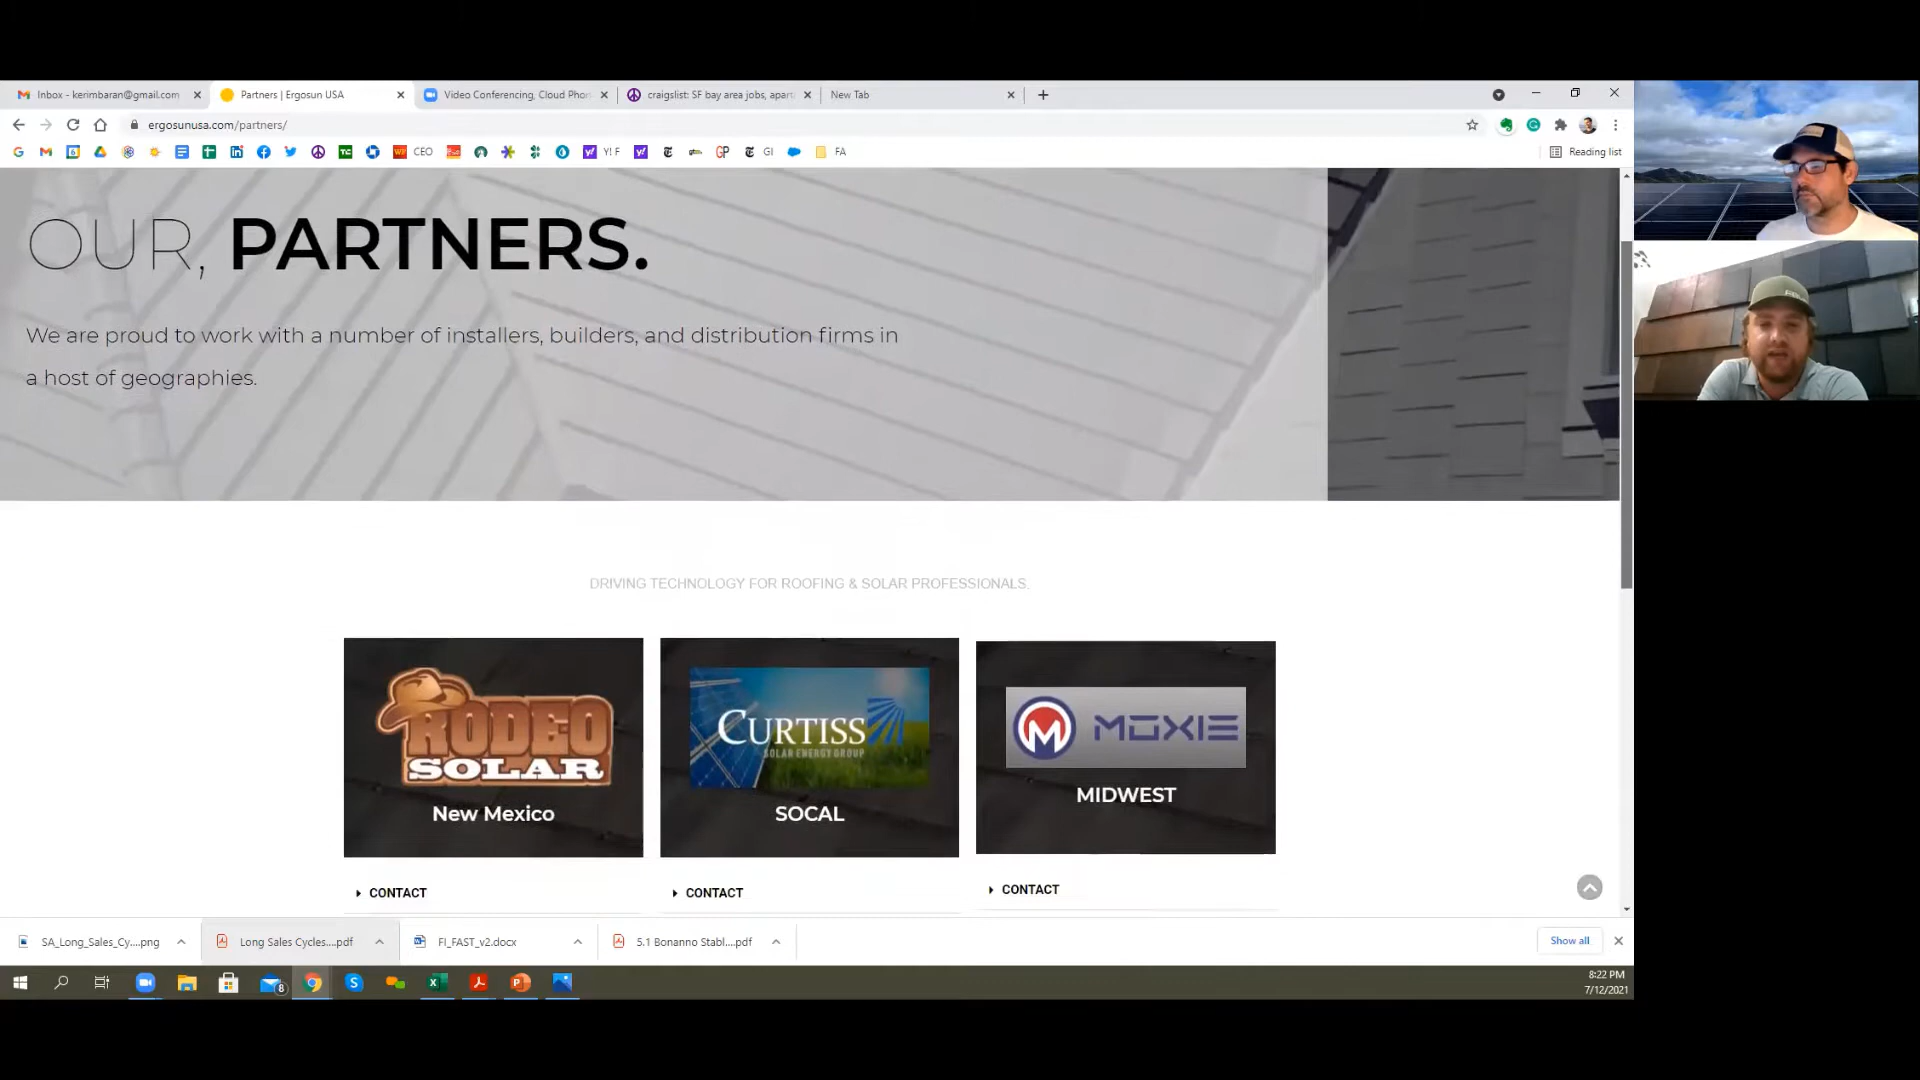 Inbox - kerimbaran@gmail.com
Partners | Ergosun USA
Video Conferencing, Cloud Phon
craigslist: SF bay area jobs, apart
New Tab
ergosunusa.com/partners/
CEO
Y! F
GI
FA
Reading list
OUR, PARTNERS.
We are proud to work with a number of installers, builders, and distribution firms in
a host of geographies.
DRIVING TECHNOLOGY FOR ROOFING & SOLAR PROFESSIONALS.
RODEO
SOLAR
New Mexico
CURTISS
SOLAR ENERGY GROUP
SOCAL
M MOXIE
MIDWEST
CONTACT
CONTACT
CONTACT
SA_Long_Sales_Cy....png
Long Sales Cycles....pdf
FI_FAST_v2.docx
5.1 Bonanno Stabl....pdf
Show all
8
8:22 PM
7/12/2021